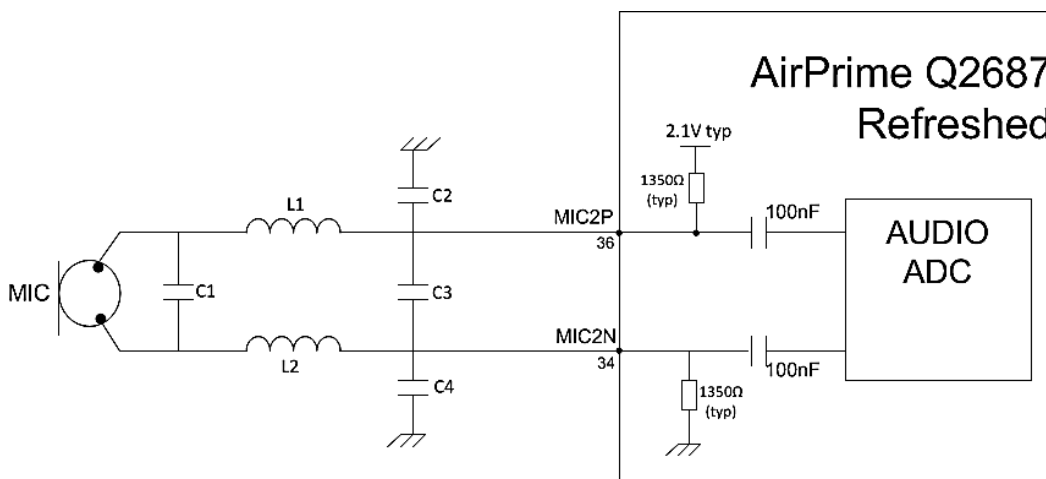 AirPrime Q2687
Refreshed
2.1V typ
1350Ω
(typ)
100nF
MIC2P
36
AUDIO
ADC
C2
L1
MIC
C1
C3
L2
MIC2N
34
100nF
C4
1350Ω
(typ)